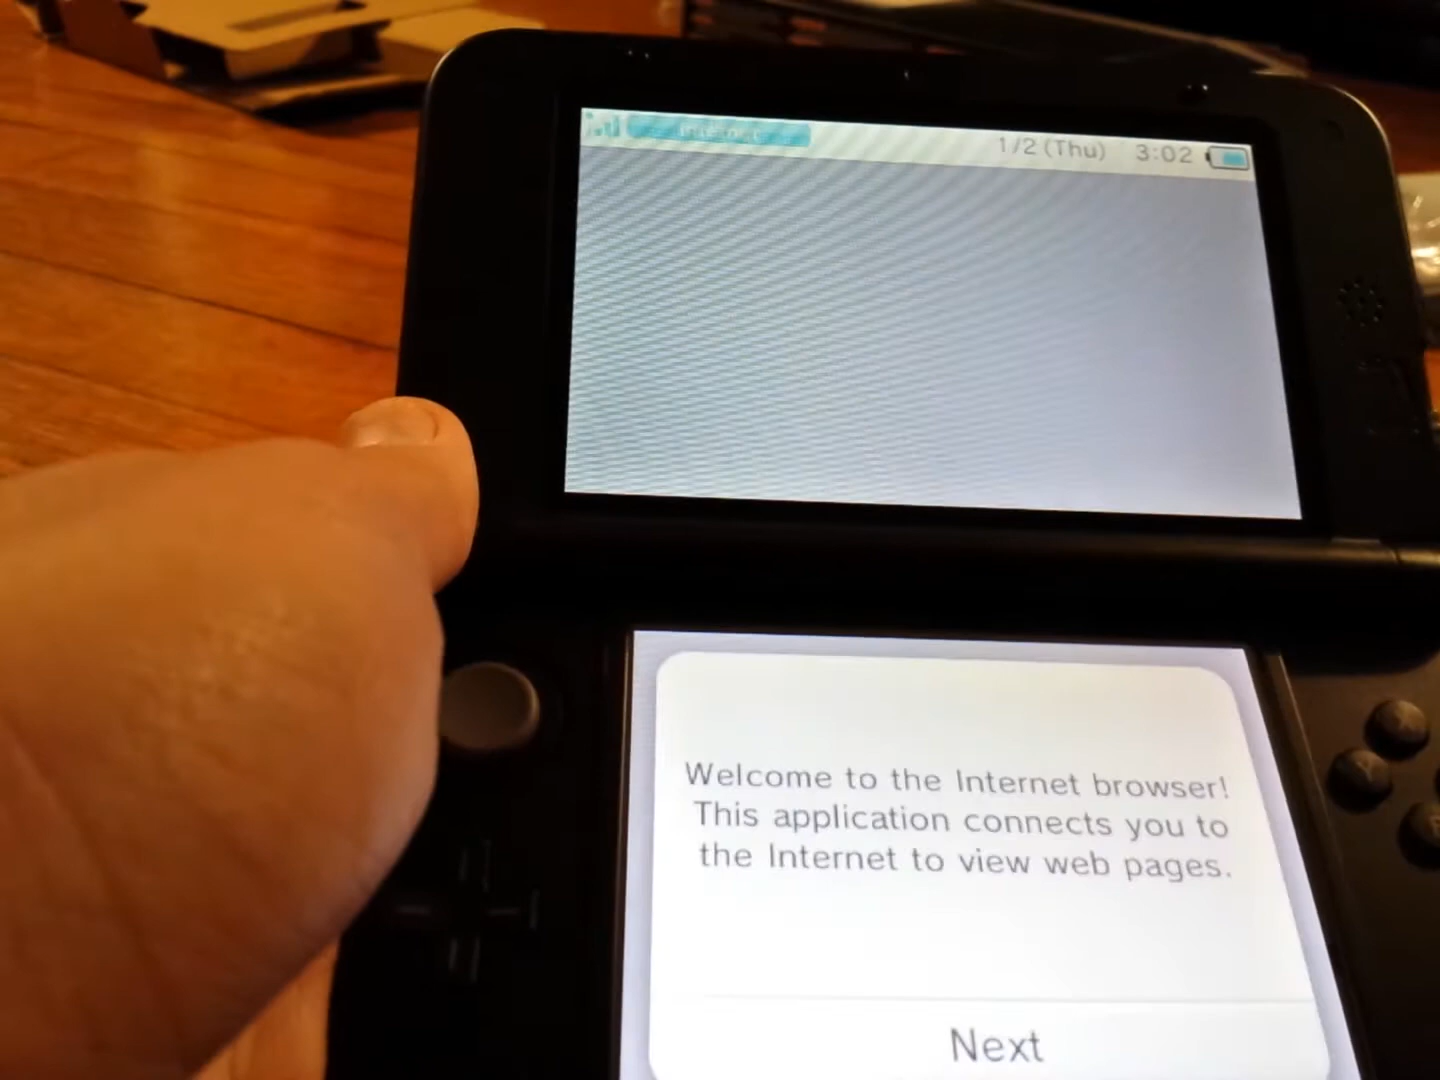 Internet
1/2 (Thu) 3:02
Welcome to the Internet browser!
This application connects you to
the Internet to view web pages.
Next